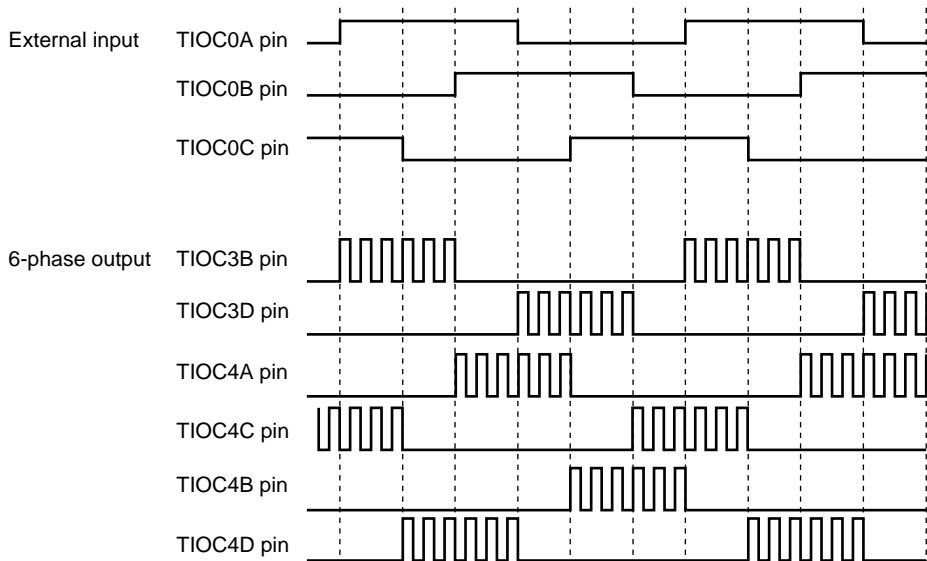 External input TIOC0A pin
TIOC0B pin
TIOC0C pin
6-phase output TIOC3B pin
TIOC3D pin
TIOC4A pin
TIOC4C pin
TIOC4B pin
TIOC4D pin